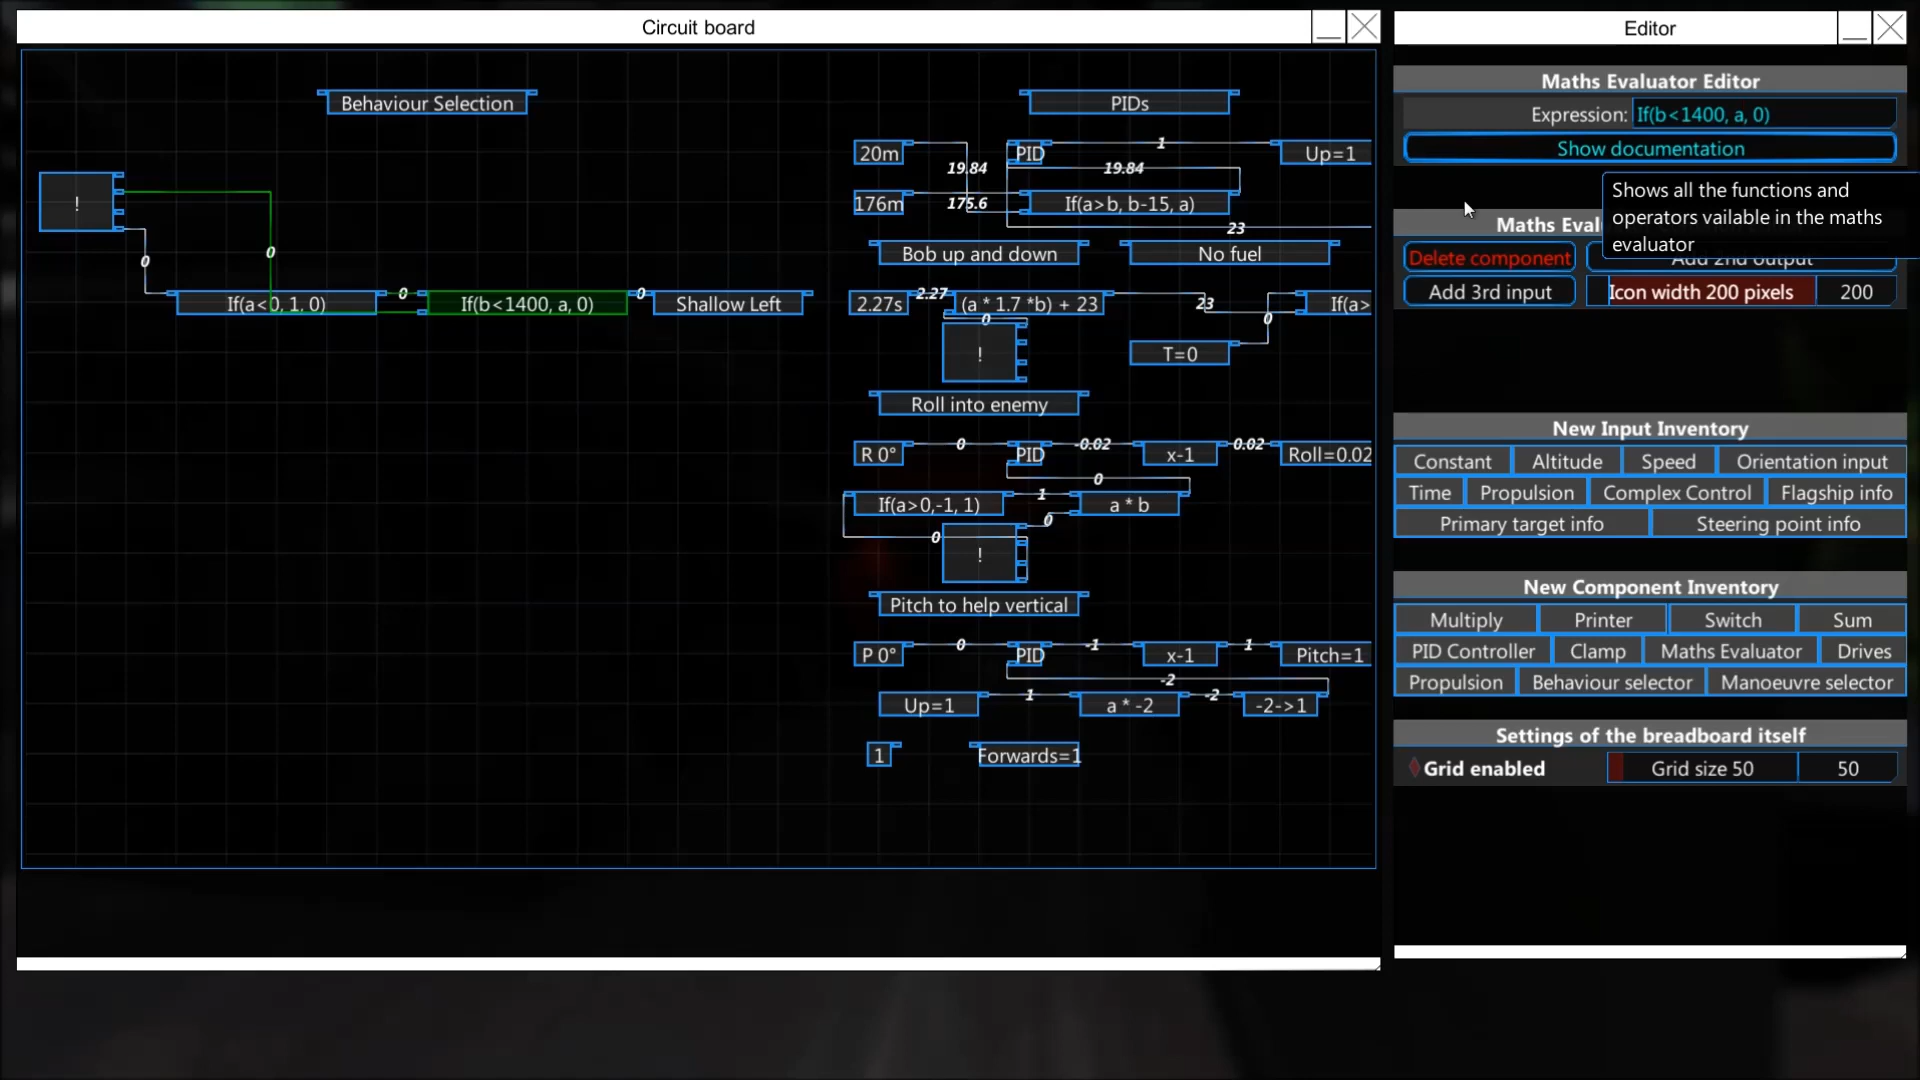 Circuit board
Behaviour Selection
!
0
0
If(a<0, 1, 0)
0
If(b<1400, a, 0)
0
Shallow Left
PIDs
20m
19.84
PID
1
Up=1
19.84
176m
175.6
If(a>b, b-15, a)
23
Bob up and down
No fuel
2.27s
2.27
(a * 1.7 *b) + 23
23
If(a>
0
0
!
T=0
Roll into enemy
R 0°
0
PID
-0.02
x-1
0.02
Roll=0.02
0
If(a>0,-1, 1)
1
a * b
0
0
!
Pitch to help vertical
P 0°
0
PID
-1
x-1
1
Pitch=1
-2
Up=1
1
a * -2
-2
-2->1
1
Forwards=1
Editor
Maths Evaluator Editor
Expression: If(b<1400, a, 0)
Show documentation
Shows all the functions and
operators vailable in the maths
evaluator
Maths Eval
Delete component
Add 2nd output
Add 3rd input
Icon width 200 pixels
200
New Input Inventory
Constant
Altitude
Speed
Orientation input
Time
Propulsion
Complex Control
Flagship info
Primary target info
Steering point info
New Component Inventory
Multiply
Printer
Switch
Sum
PID Controller
Clamp
Maths Evaluator
Drives
Propulsion
Behaviour selector
Manoeuvre selector
Settings of the breadboard itself
Grid enabled
Grid size 50
50